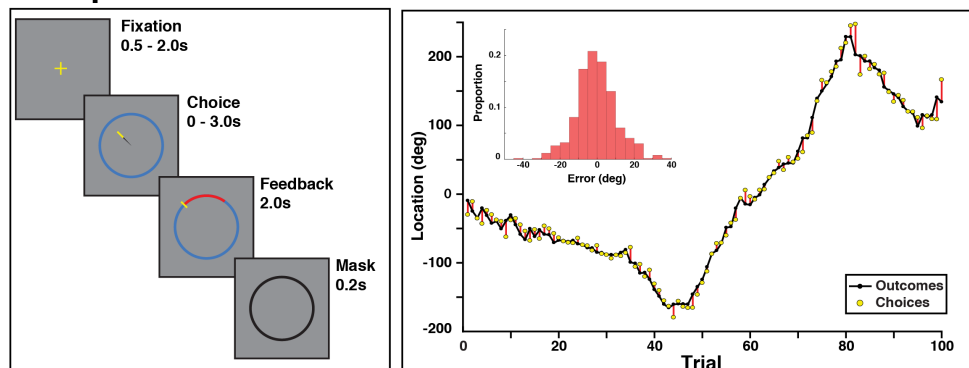 Fixation
0.5 - 2.0s
Choice
0 - 3.0s
Feedback
2.0s
Mask
0.2s
Location (deg)
200
100
0
-100
-200
0 20 40 60 80 100
Trial
Proportion
0.2
0.1
0
-40 -20 0 20 40
Error (deg)
Outcomes
Choices